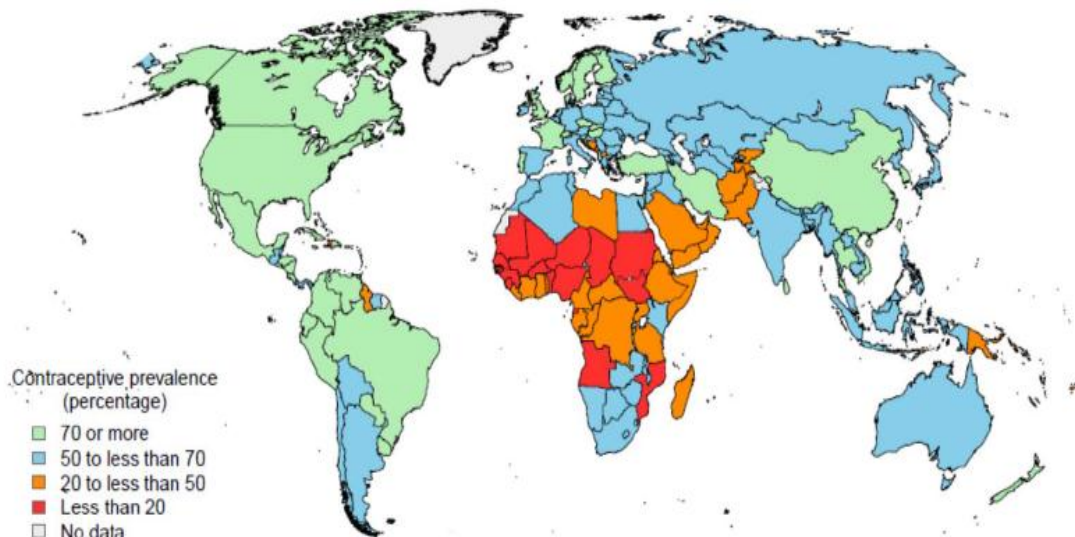 Contraceptive prevalence
(percentage)
70 or more
50 to less than 70
20 to less than 50
Less than 20
No data